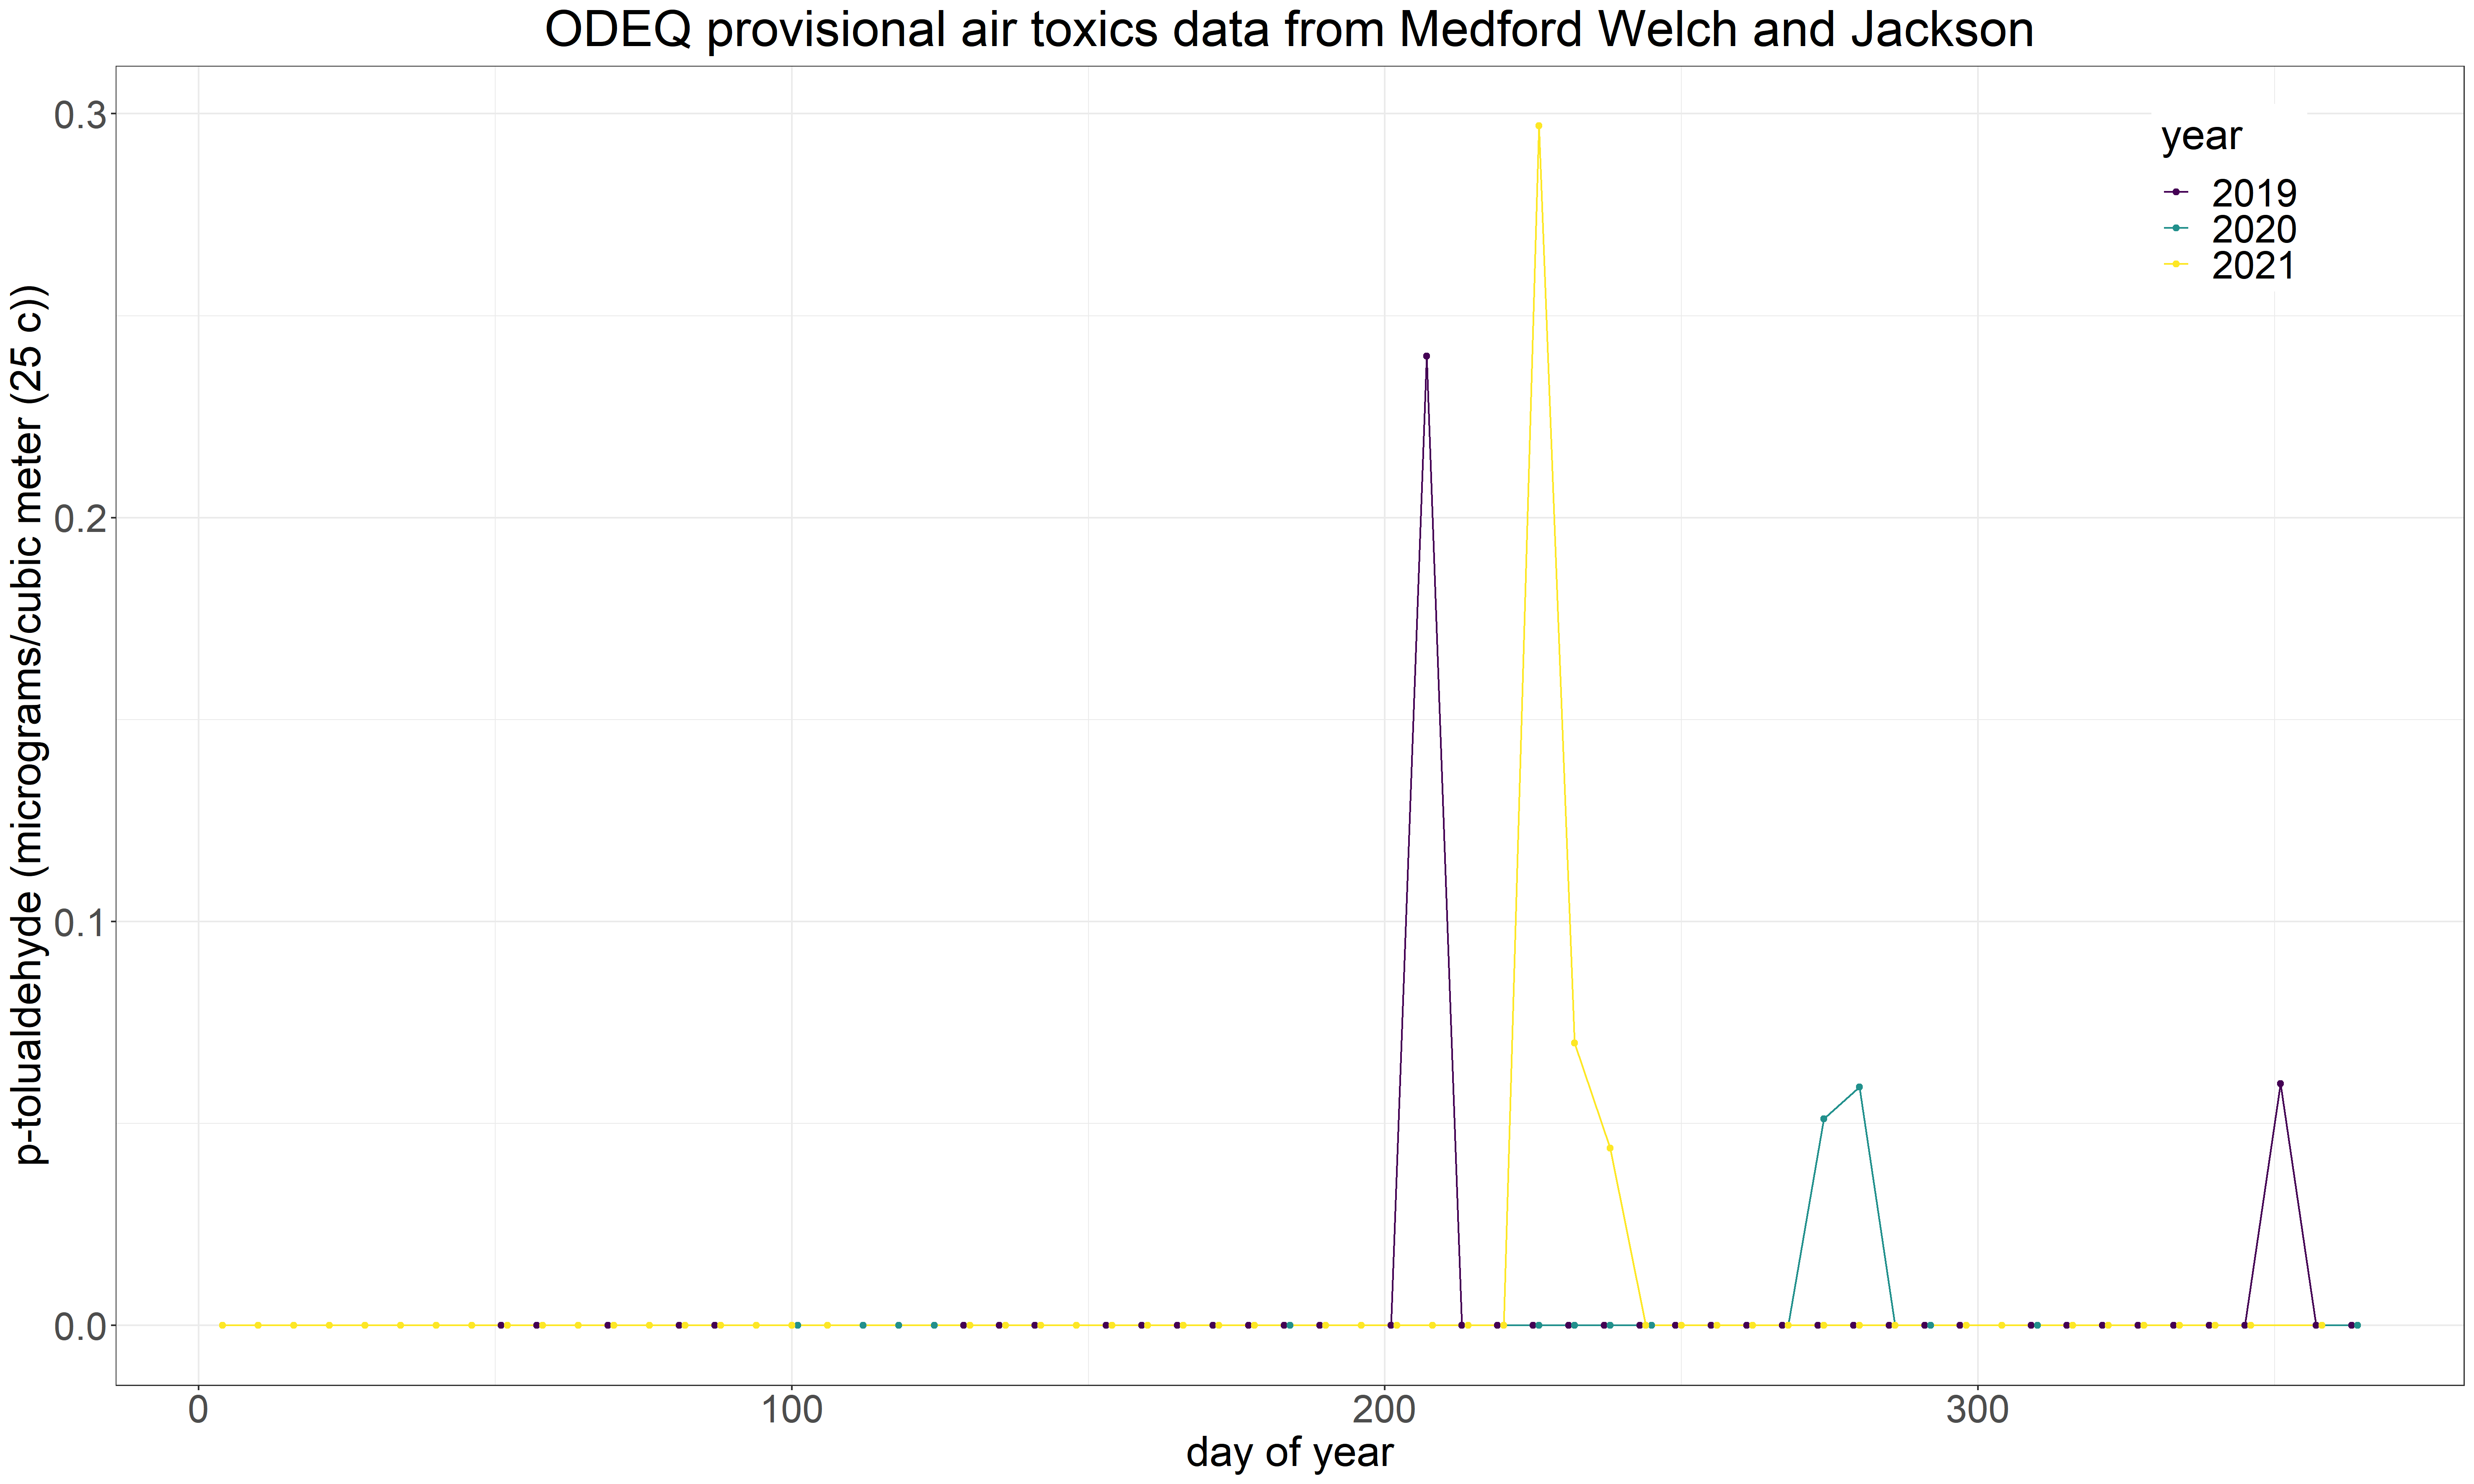 ODEQ provisional air toxics data from Medford Welch and Jackson
p-tolualdehyde (micrograms/cubic meter (25 c))
0.3
0.2
0.1
0.0
year
2019
2020
2021
0
100
200
300
day of year